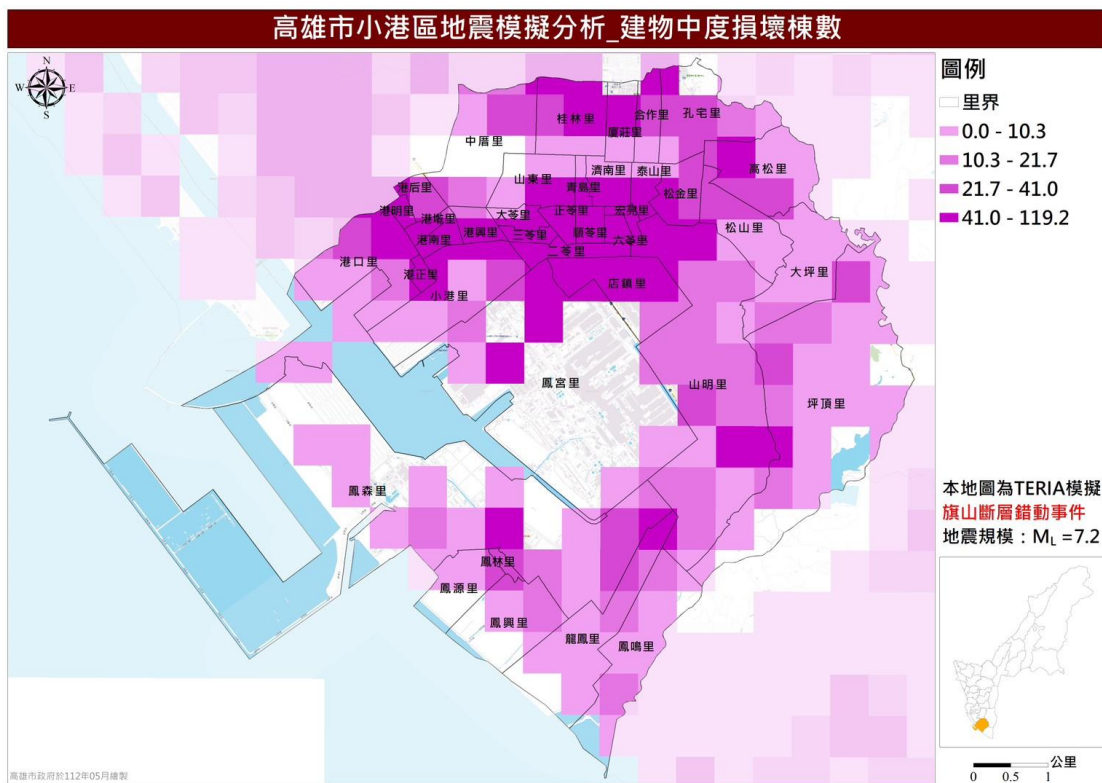 高雄市小港區地震模擬分析_建物中度損壞棟數
N
W
E
S
圖例
里界
0.0 - 10.3
10.3 - 21.7
21.7 - 41.0
41.0 - 119.2
桂林里
廈莊里
合作里
孔宅里
中厝里
高松里
山東里
濟南里
泰山里
青島里
松金里
港后里
港明里
港墘里
大苓里
正苓里
宏亮里
港南里
港興里
三苓里
順苓里
六苓里
松山里
二苓里
港口里
港正里
小港里
店鎮里
大坪里
鳳宮里
山明里
坪頂里
鳳森里
鳳林里
鳳源里
鳳興里
龍鳳里
鳳鳴里
本地圖為TERIA模擬
旗山斷層錯動事件
地震規模：ML =7.2
公里
0 0.5 1
高雄市政府於112年05月繪製